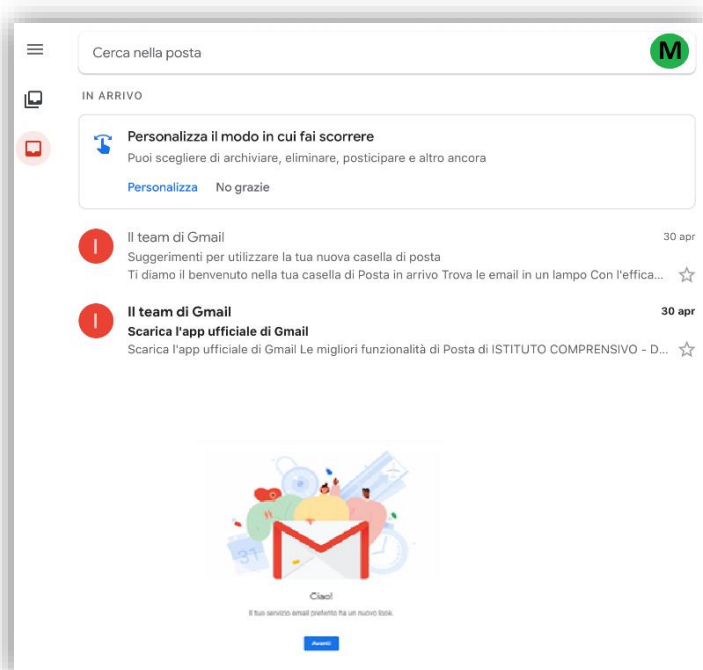 Cerca nella posta
M
IN ARRIVO
Personalizza il modo in cui fai scorrere
Puoi scegliere di archiviare, eliminare, posticipare e altro ancora
Personalizza No grazie
I
Il team di Gmail 30 apr
Suggerimenti per utilizzare la tua nuova casella di posta
Ti diamo il benvenuto nella tua casella di Posta in arrivo Trova le email in un lampo Con l'effica...
I
Il team di Gmail 30 apr
Scarica l'app ufficiale di Gmail
Scarica l'app ufficiale di Gmail Le migliori funzionalità di Posta di ISTITUTO COMPRENSIVO - D...
31
Ciao!
Il tuo servizio email preferito ha un nuovo look.
Avanti